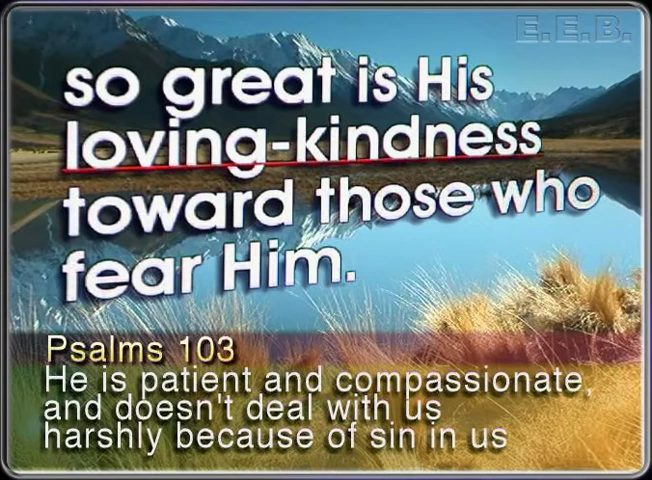 E.E.B.
so great is His
loving-kindness
toward those who
fear Him.
Psalms 103
He is patient and compassionate,
and doesn't deal with us
harshly because of sin in us